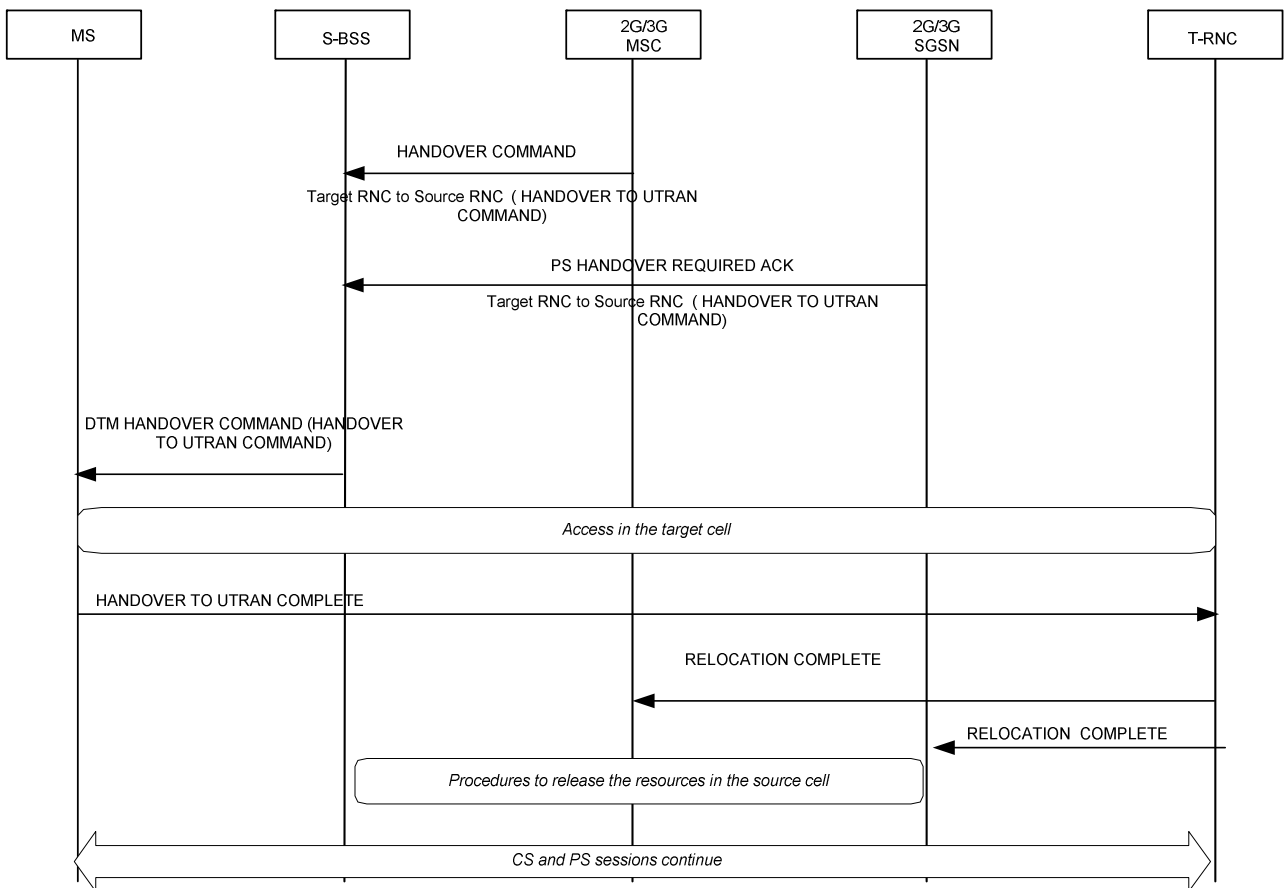 MS
S-BSS
2G/3G
MSC
2G/3G
SGSN
T-RNC
HANDOVER COMMAND
Target RNC to Source RNC ( HANDOVER TO UTRAN
COMMAND)
PS HANDOVER REQUIRED ACK
Target RNC to Source RNC ( HANDOVER TO UTRAN
COMMAND)
DTM HANDOVER COMMAND (HANDOVER
TO UTRAN COMMAND)
Access in the target cell
HANDOVER TO UTRAN COMPLETE
RELOCATION COMPLETE
RELOCATION COMPLETE
Procedures to release the resources in the source cell
CS and PS sessions continue